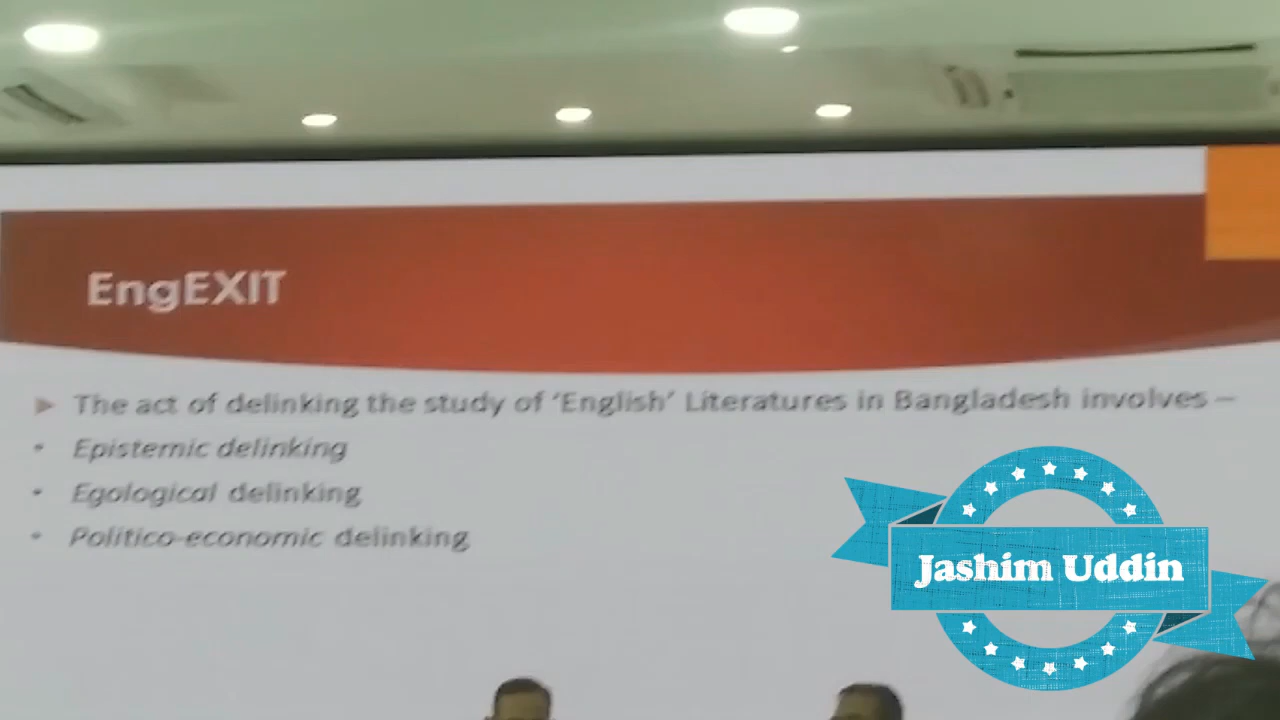 EngEXIT
► The act of delinking the study of ‘English’ Literatures in Bangladesh involves –
• Epistemic delinking
• Egological delinking
• Politico-economic delinking
Jashim Uddin